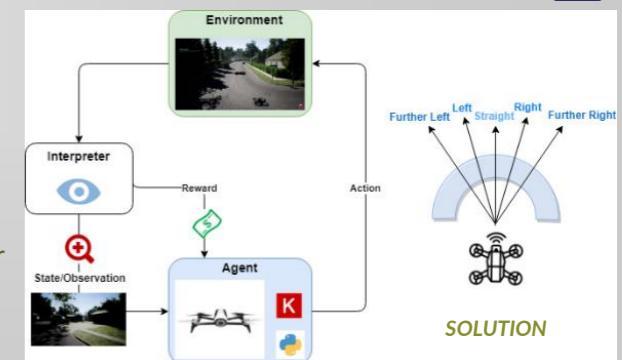 Environment
Interpreter
Reward
Action
State/Observation
Agent
K
Further Left
Left
Straight
Right
Further Right
SOLUTION